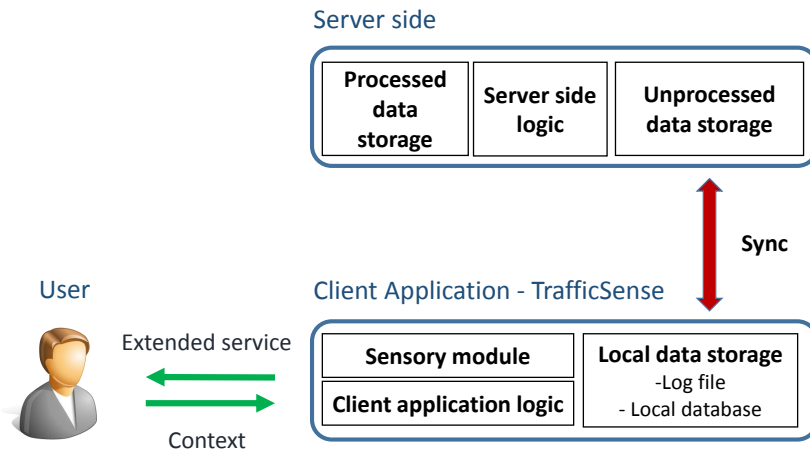 Server side
Processed
data
storage
Server side
logic
Unprocessed
data storage
Sync
User
Client Application - TrafficSense
Extended service
Context
Sensory module
Client application logic
Local data storage
-Log file
- Local database